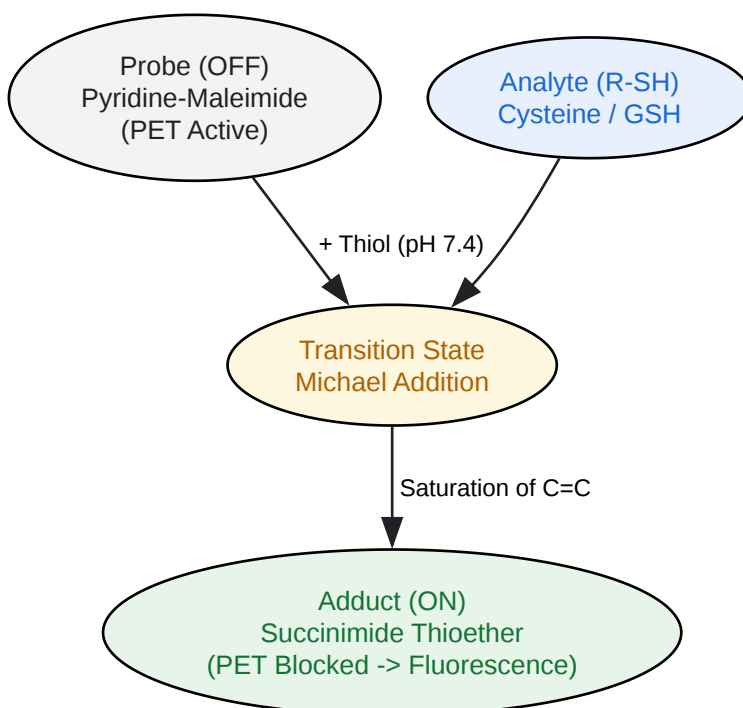 Probe (OFF)
Pyridine-Maleimide
(PET Active)
Analyte (R-SH)
Cysteine / GSH
+ Thiol (pH 7.4)
Transition State
Michael Addition
Saturation of C=C
Adduct (ON)
Succinimide Thioether
(PET Blocked -> Fluorescence)